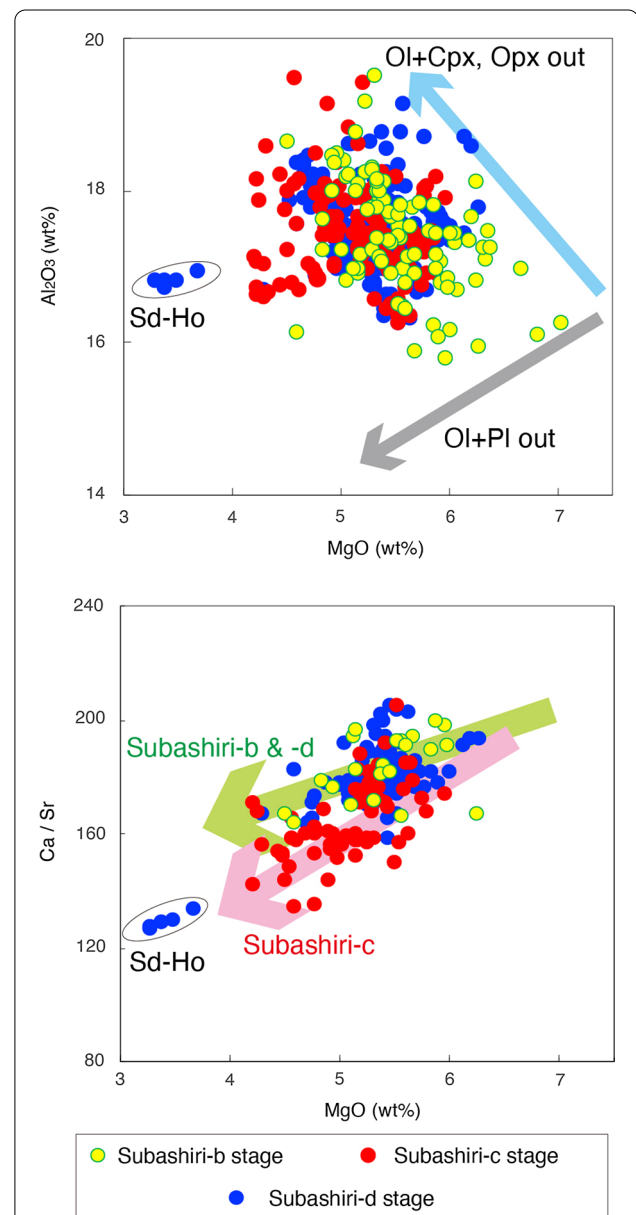 20
Ol+Cpx, Opx out
18
Al2O3 (wt%)
Sd-Ho
16
Ol+Pl out
14
3 4 5 6 7
MgO (wt%)
240
200
Subashiri-b & -d
Ca / Sr
160
Sd-Ho
120
Subashiri-c
80
3 4 5 6 7
MgO (wt%)
Subashiri-b stage Subashiri-c stage
Subashiri-d stage